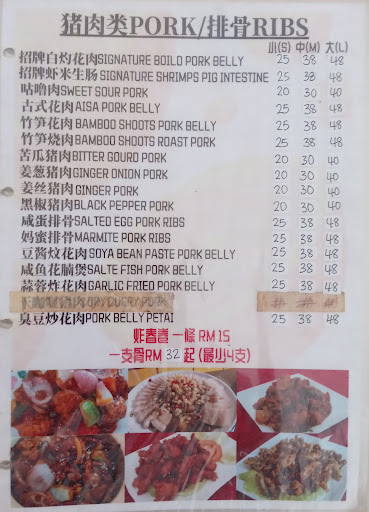 猪肉类PORK/排骨RIBS
小(S) 中(M) 大(L)
招牌白灼花肉SIGNATURE BOILD PORK BELLY 25 38 48
招牌虾米生肠SIGNATURE SHRIMPS PIG INTESTINE 25 38 48
咕噜肉SWEET SOUR PORK 20 30 40
古式花肉AISA PORK BELLY 25 38 48
竹笋花肉BAMBOO SHOOTS PORK BELLY 25 38 48
竹笋烧肉BAMBOO SHOOTS ROAST PORK 25 38 48
苦瓜猪肉BITTER GOURD PORK 20 30 40
姜葱猪肉GINGER ONION PORK 20 30 40
姜丝猪肉GINGER PORK 20 30 40
黑椒猪肉BLACK PEPPER PORK 20 30 40
咸蛋排骨SALTED EGG PORK RIBS 25 38 48
妈蜜排骨MARMITE PORK RIBS 25 38 48
豆酱炆花肉SOYA BEAN PASTE PORK BELLY 25 38 48
咸鱼花腩煲SALTE FISH PORK BELLY 25 38 48
蒜蓉炸花肉GARLIC FRIED PORK BELLY 25 38 48
猪肉DRY CURRY PORK
臭豆炒花肉PORK BELLY PETAI 25 38 48
炸春卷 一條 RM 15
一支骨RM 32 起 (最少4支)